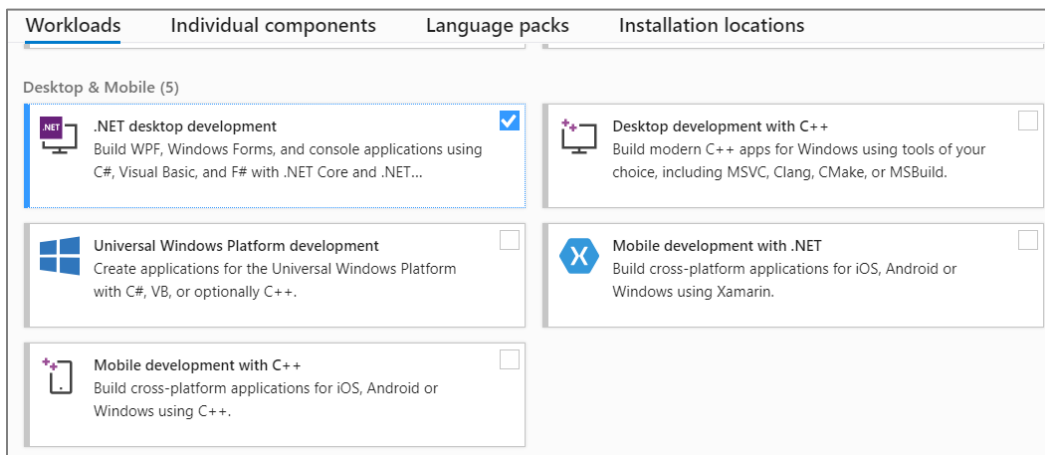 Workloads Individual components Language packs Installation locations
Desktop & Mobile (5)
.NET
.NET desktop development
Build WPF, Windows Forms, and console applications using
C#, Visual Basic, and F# with .NET Core and .NET...
Desktop development with C++
Build modern C++ apps for Windows using tools of your
choice, including MSVC, Clang, CMake, or MSBuild.
Universal Windows Platform development
Create applications for the Universal Windows Platform
with C#, VB, or optionally C++.
Mobile development with .NET
Build cross-platform applications for iOS, Android or
Windows using Xamarin.
Mobile development with C++
Build cross-platform applications for iOS, Android or
Windows using C++.